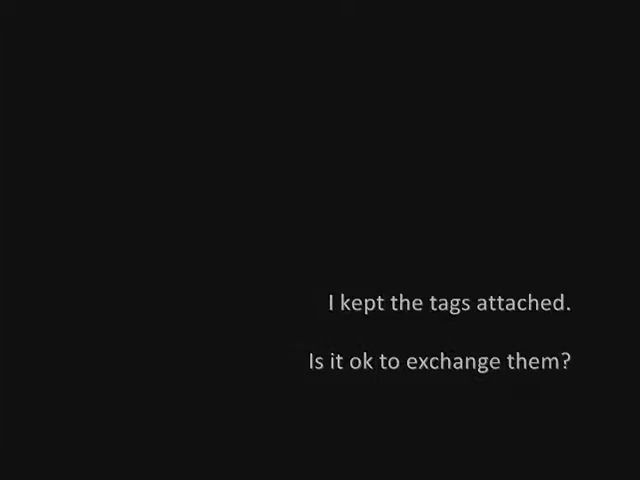 I kept the tags attached.
Is it ok to exchange them?